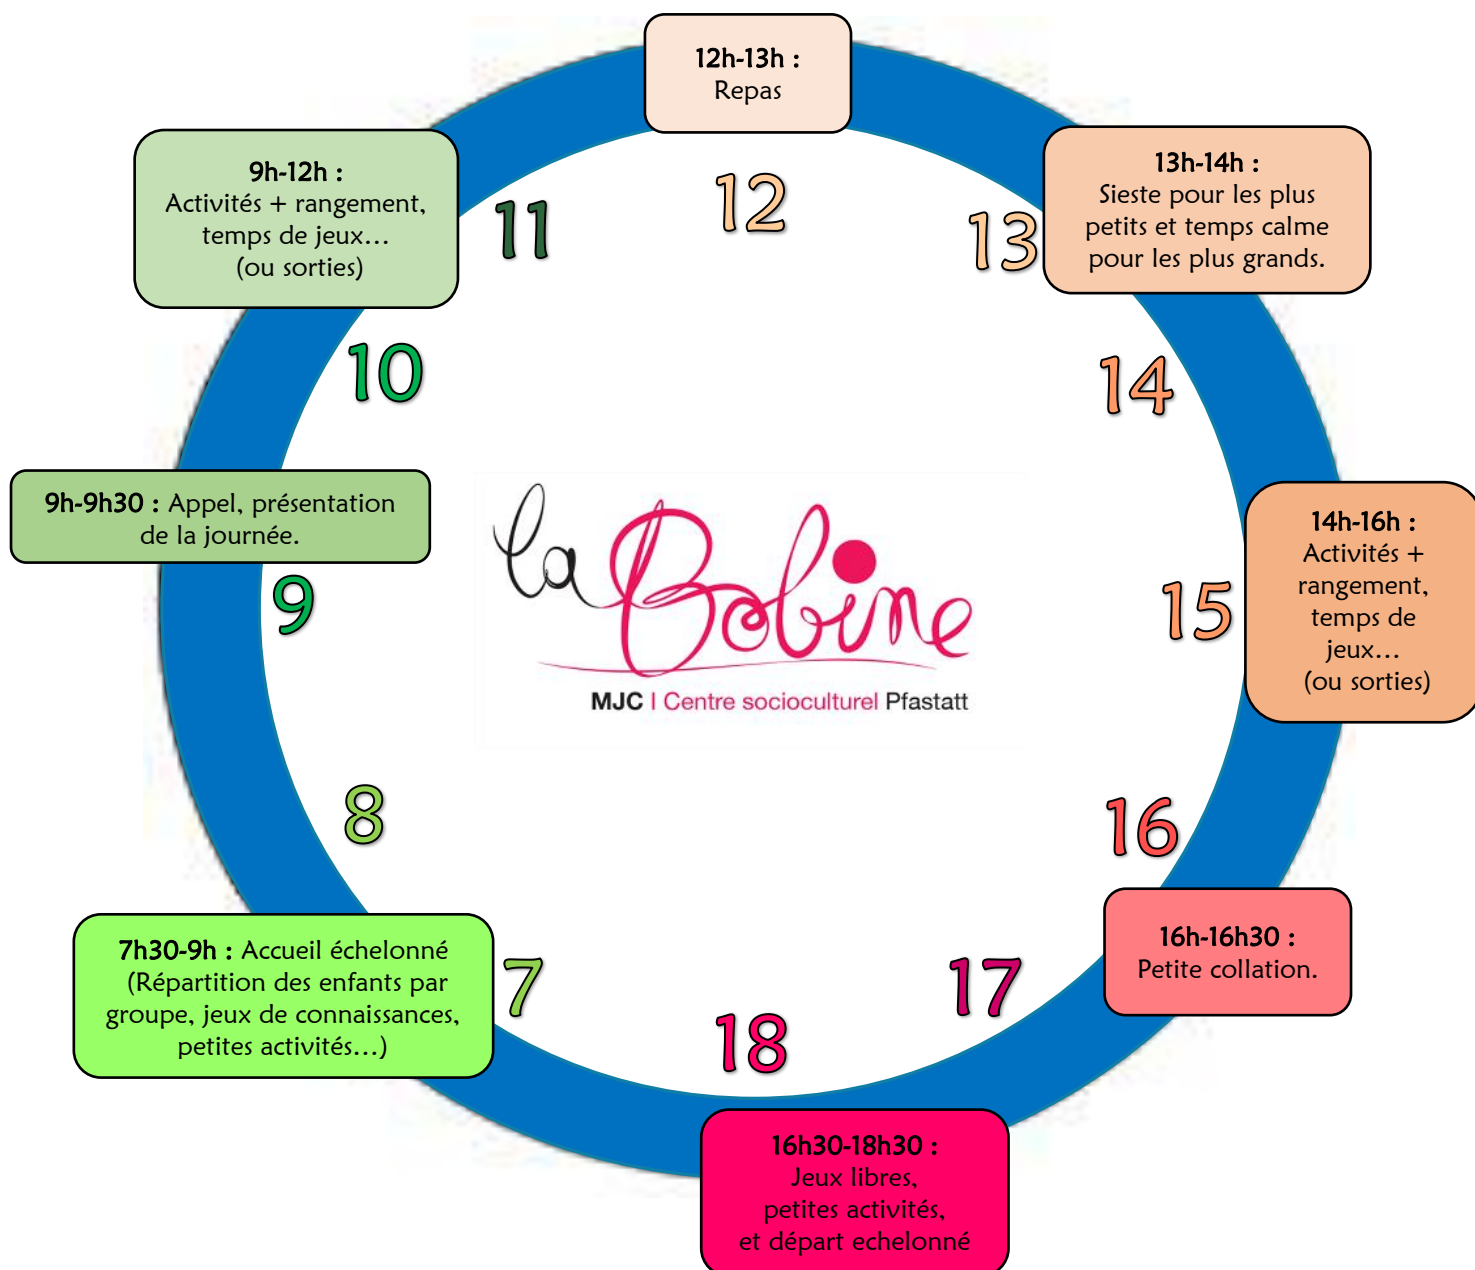 12h-13h :
Repas
9h-12h :
Activités + rangement,
temps de jeux...
(ou sorties)
13h-14h :
Sieste pour les plus
petits et temps calme
pour les plus grands.
11
12
13
10
14
9h-9h30 : Appel, présentation
de la journée.
14h-16h :
Activités +
rangement,
temps de
jeux...
(ou sorties)
9
la Bobine
MJC | Centre socioculturel Pfastatt
15
8
16
7h30-9h : Accueil échelonné
(Répartition des enfants par
groupe, jeux de connaissances,
petites activités...)
16h-16h30 :
Petite collation.
7
17
18
16h30-18h30 :
Jeux libres,
petites activités,
et départ echelonné